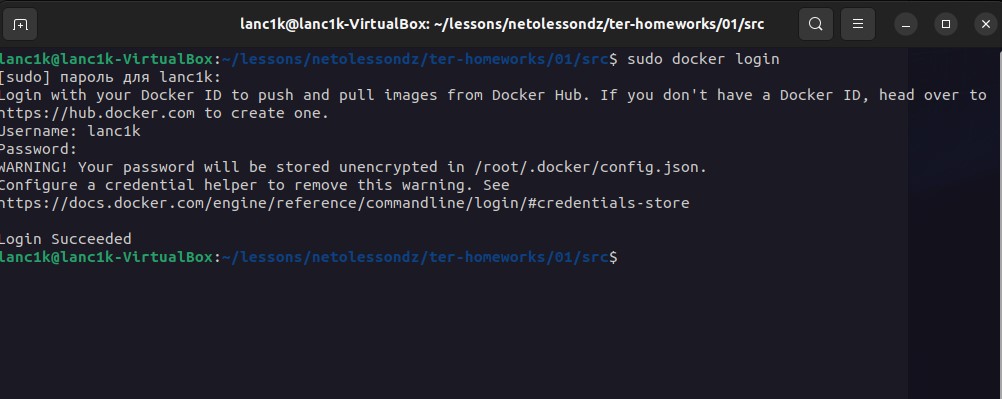 lanc1k@lanc1k-VirtualBox: ~/lessons/netolessondz/ter-homeworks/01/src
lanc1k@lanc1k-VirtualBox:~/lessons/netolessondz/ter-homeworks/01/src$ sudo docker login
[sudo] пароль для lanc1k:
Login with your Docker ID to push and pull images from Docker Hub. If you don't have a Docker ID, head over to
https://hub.docker.com to create one.
Username: lanc1k
Password:
WARNING! Your password will be stored unencrypted in /root/.docker/config.json.
Configure a credential helper to remove this warning. See
https://docs.docker.com/engine/reference/commandline/login/#credentials-store
Login Succeeded
lanc1k@lanc1k-VirtualBox:~/lessons/netolessondz/ter-homeworks/01/src$